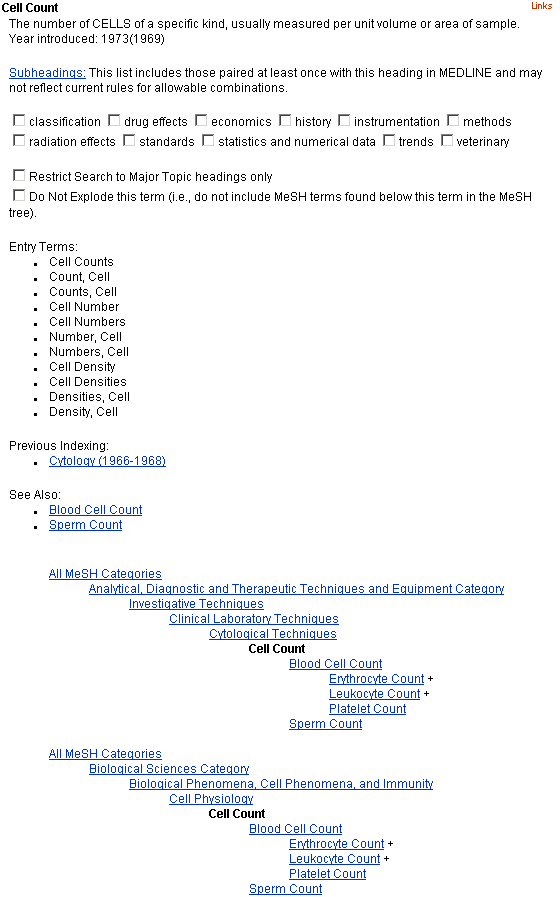 Cell Count
Links
The number of CELLS of a specific kind, usually measured per unit volume or area of sample.
Year introduced: 1973(1969)
Subheadings: This list includes those paired at least once with this heading in MEDLINE and may
not reflect current rules for allowable combinations.
classification drug effects economics history instrumentation methods
radiation effects standards statistics and numerical data trends veterinary
Restrict Search to Major Topic headings only
Do Not Explode this term (i.e., do not include MeSH terms found below this term in the MeSH
tree).
Entry Terms:
Cell Counts
Count, Cell
Counts, Cell
Cell Number
Cell Numbers
Number, Cell
Numbers, Cell
Cell Density
Cell Densities
Densities, Cell
Density, Cell
Previous Indexing:
Cytology (1966-1968)
See Also:
Blood Cell Count
Sperm Count
All MeSH Categories
Analytical, Diagnostic and Therapeutic Techniques and Equipment Category
Investigative Techniques
Clinical Laboratory Techniques
Cytological Techniques
Cell Count
Blood Cell Count
Erythrocyte Count +
Leukocyte Count +
Platelet Count
Sperm Count
All MeSH Categories
Biological Sciences Category
Biological Phenomena, Cell Phenomena, and Immunity
Cell Physiology
Cell Count
Blood Cell Count
Erythrocyte Count +
Leukocyte Count +
Platelet Count
Sperm Count